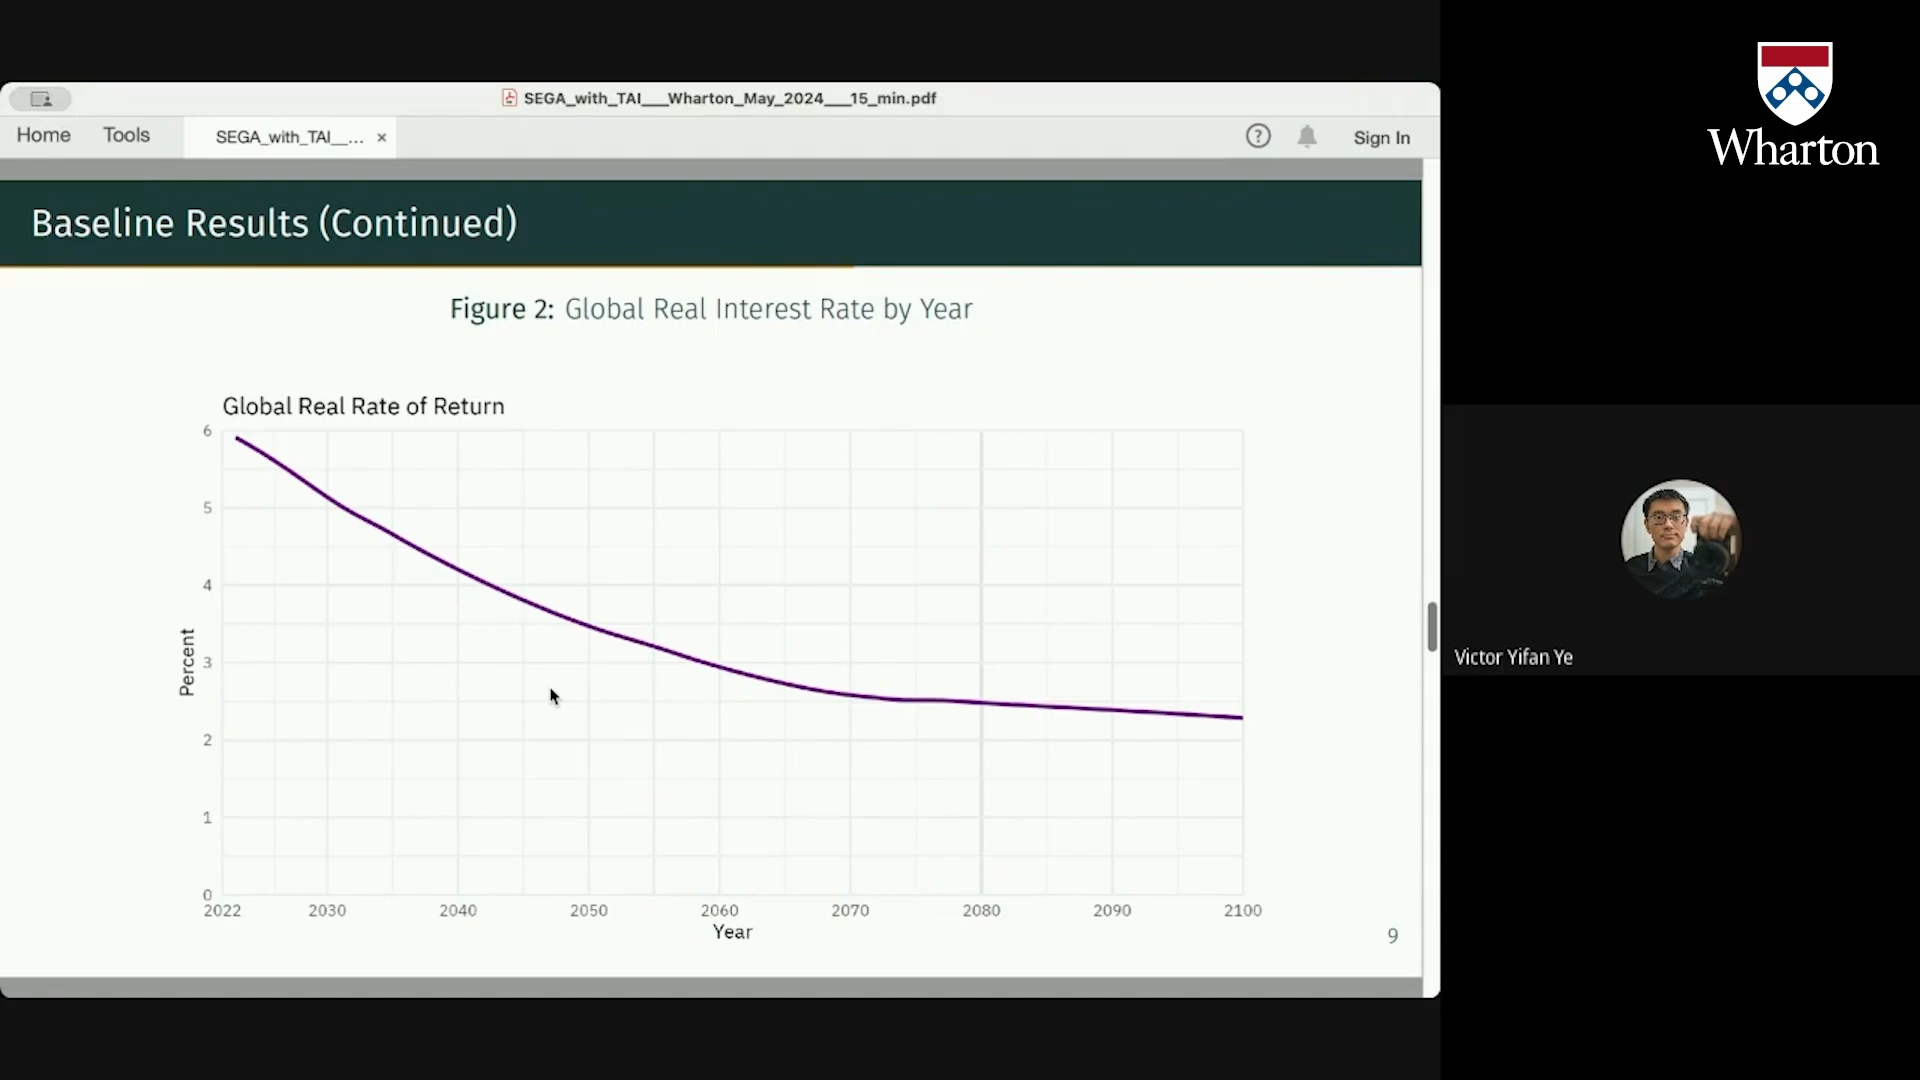 SEGA_with_TAI___Wharton_May_2024___15_min.pdf
Home Tools SEGA_with_TAI__... × ? Sign In
Wharton
Baseline Results (Continued)
Figure 2: Global Real Interest Rate by Year
Global Real Rate of Return
6
5
4
3
2
1
0
Percent
2022 2030 2040 2050 2060 2070 2080 2090 2100
Year
9
Victor Yifan Ye